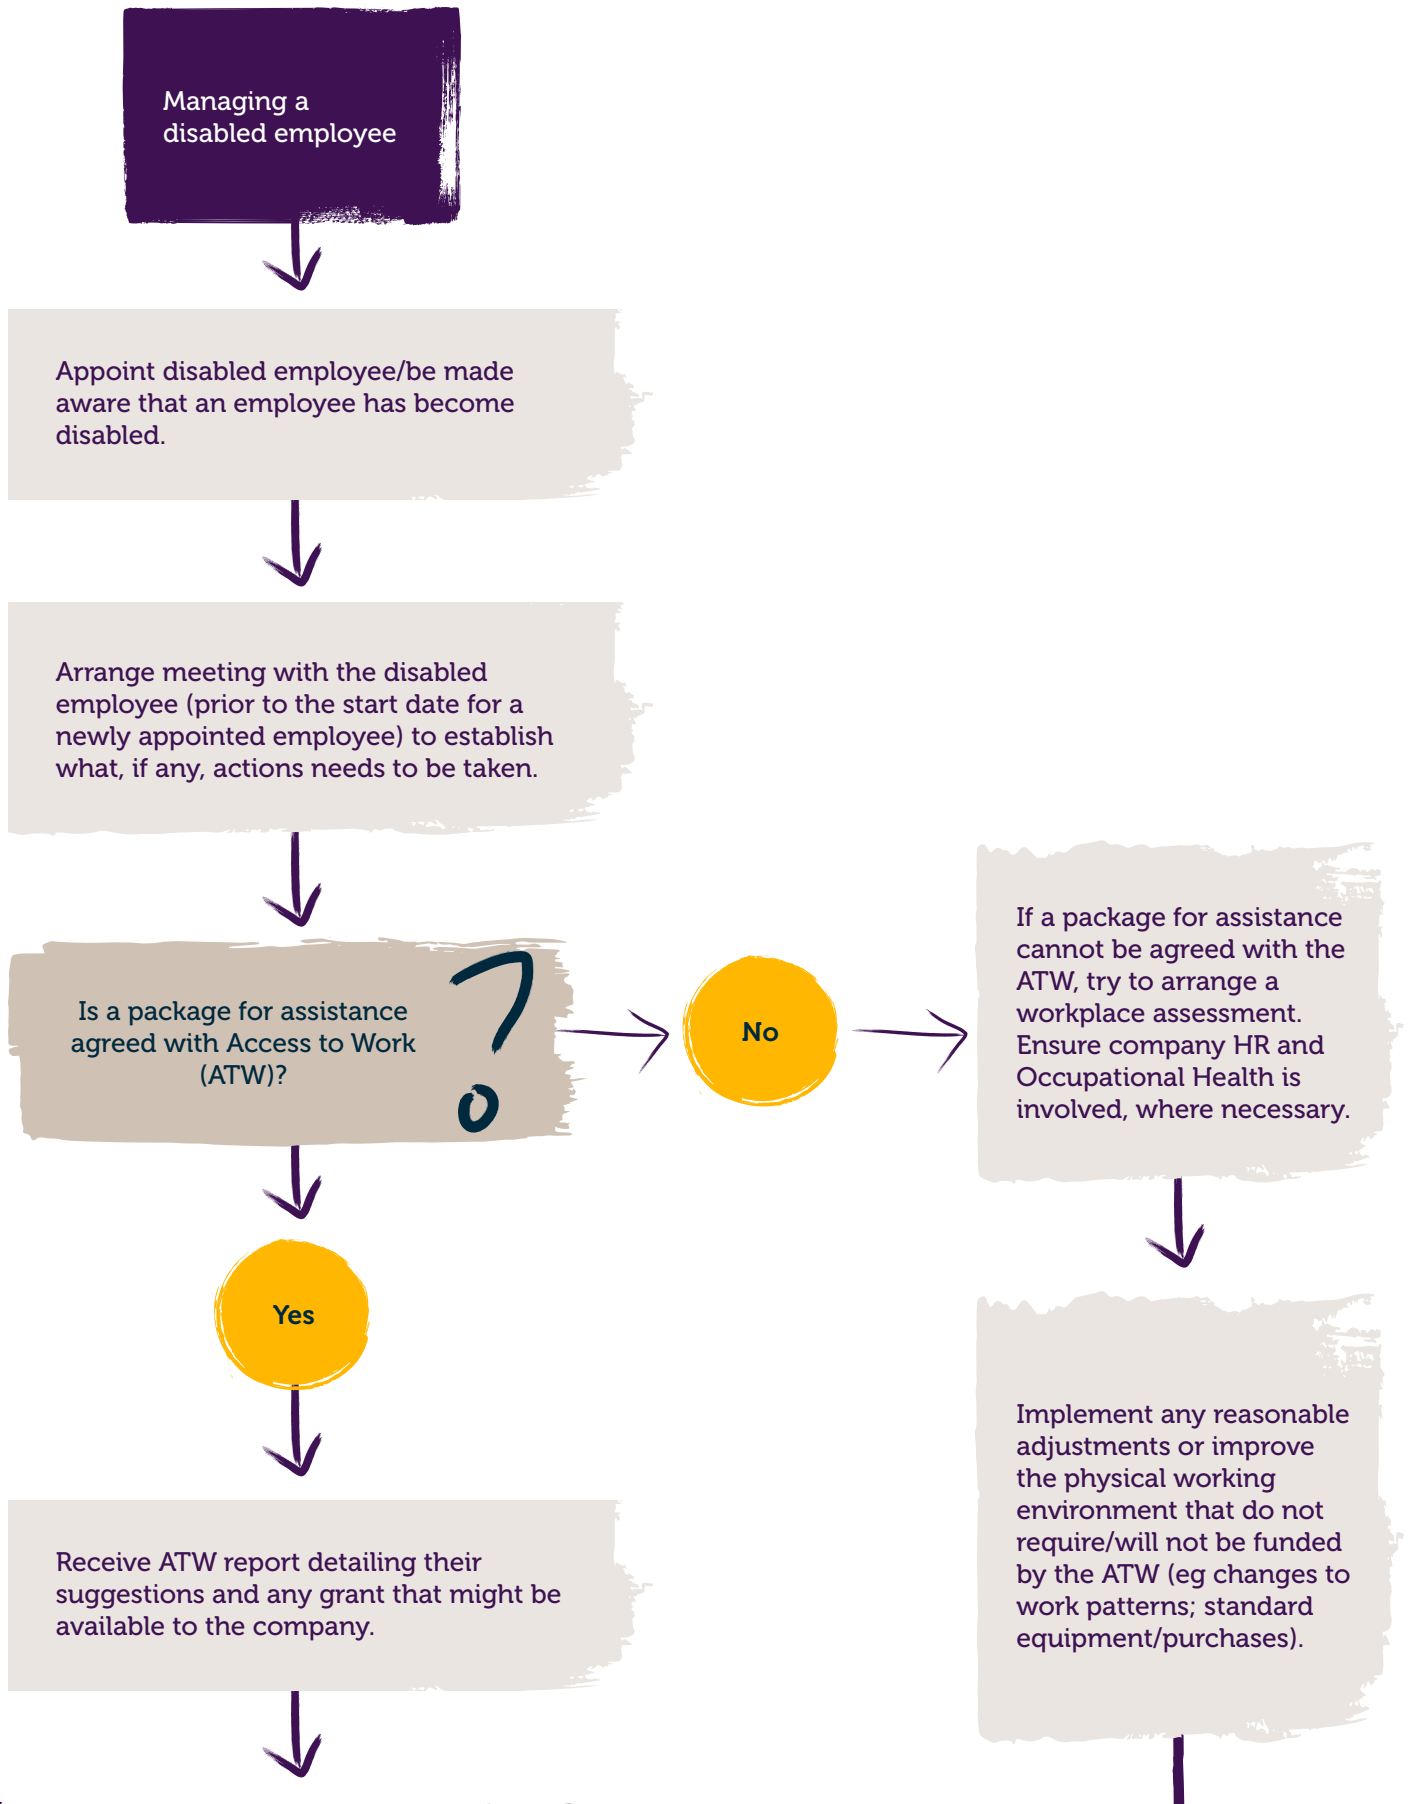 Managing a
disabled employee
Appoint disabled employee/be made
aware that an employee has become
disabled.
Arrange meeting with the disabled
employee (prior to the start date for a
newly appointed employee) to establish
what, if any, actions needs to be taken.
Is a package for assistance
agreed with Access to Work
(ATW)?
?
No
If a package for assistance
cannot be agreed with the
ATW, try to arrange a
workplace assessment.
Ensure company HR and
Occupational Health is
involved, where necessary.
Yes
Implement any reasonable
adjustments or improve
the physical working
environment that do not
require/will not be funded
by the ATW (eg changes to
work patterns; standard
equipment/purchases).
Receive ATW report detailing their
suggestions and any grant that might be
available to the company.